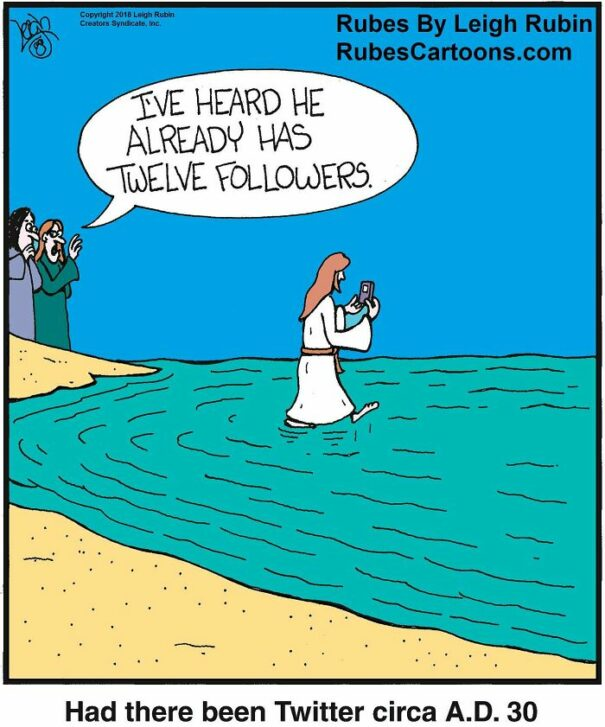 Copyright 2018 Leigh Rubin
Creators Syndicate, Inc.
Rubes By Leigh Rubin
RubesCartoons.com
I'VE HEARD HE
ALREADY HAS
TWELVE FOLLOWERS.
Had there been Twitter circa A.D. 30